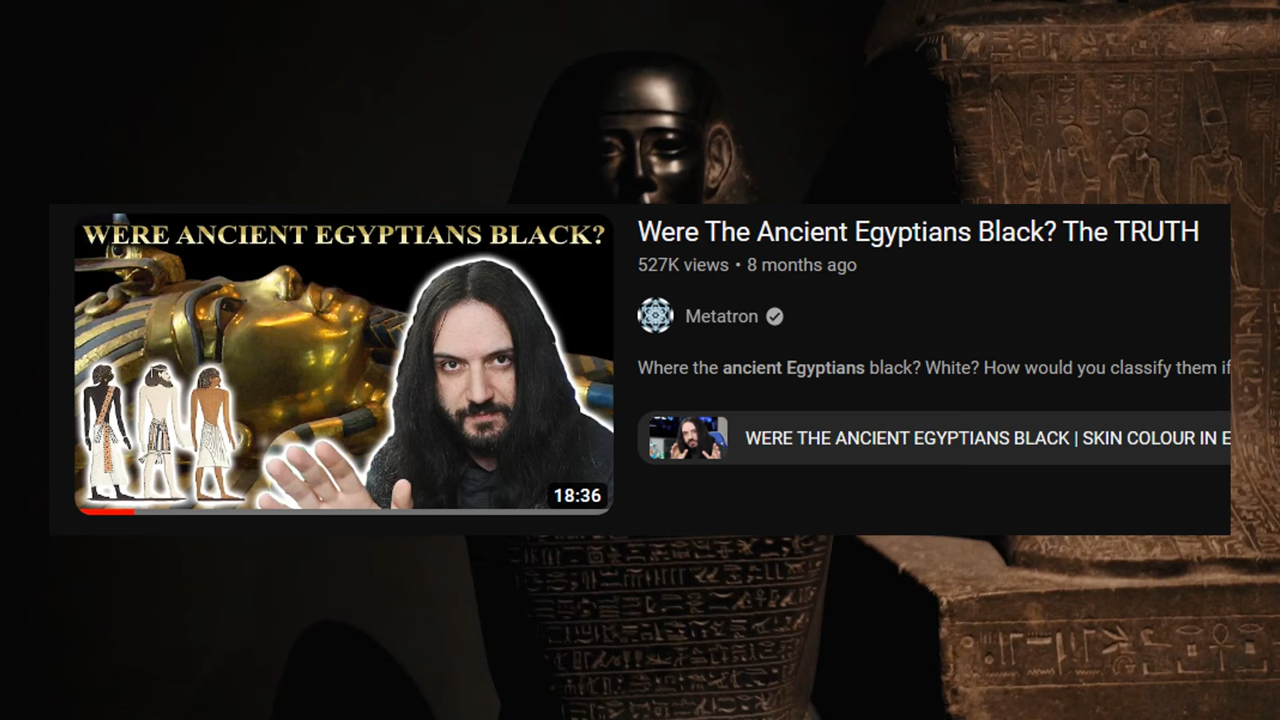 WERE ANCIENT EGYPTIANS BLACK?
18:36
Were The Ancient Egyptians Black? The TRUTH
527K views • 8 months ago
Metatron
Where the ancient Egyptians black? White? How would you classify them if
WERE THE ANCIENT EGYPTIANS BLACK | SKIN COLOUR IN E